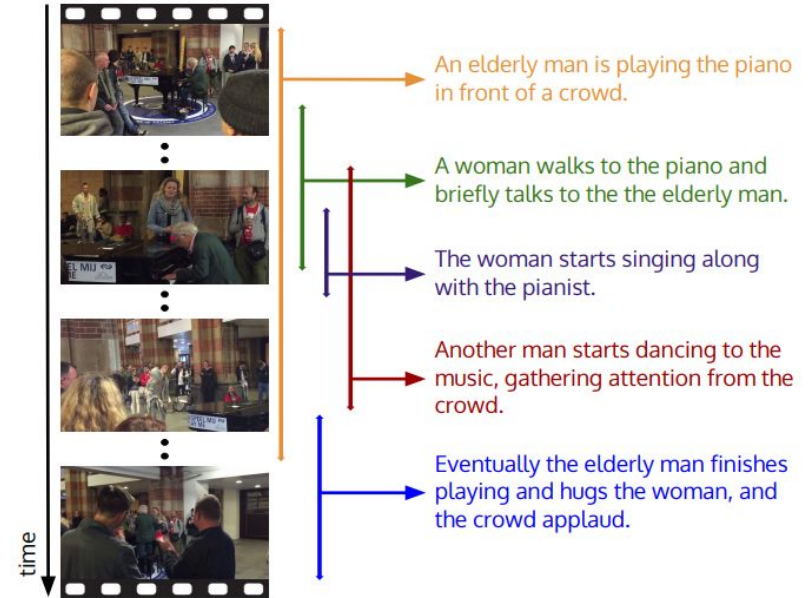 An elderly man is playing the piano
in front of a crowd.
A woman walks to the piano and
briefly talks to the the elderly man.
EL MIJ
ME
The woman starts singing along
with the pianist.
Another man starts dancing to the
music, gathering attention from the
crowd.
Eventually the elderly man finishes
playing and hugs the woman, and
the crowd applaud.
time